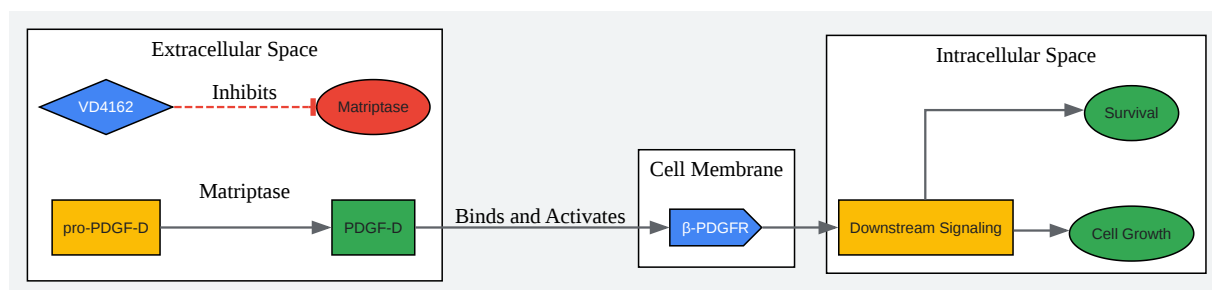 Extracellular Space
VD4162
Inhibits
Matriptase
pro-PDGF-D
Matriptase
PDGF-D
Binds and Activates
Cell Membrane
β-PDGFR
Intracellular Space
Survival
Downstream Signaling
Cell Growth